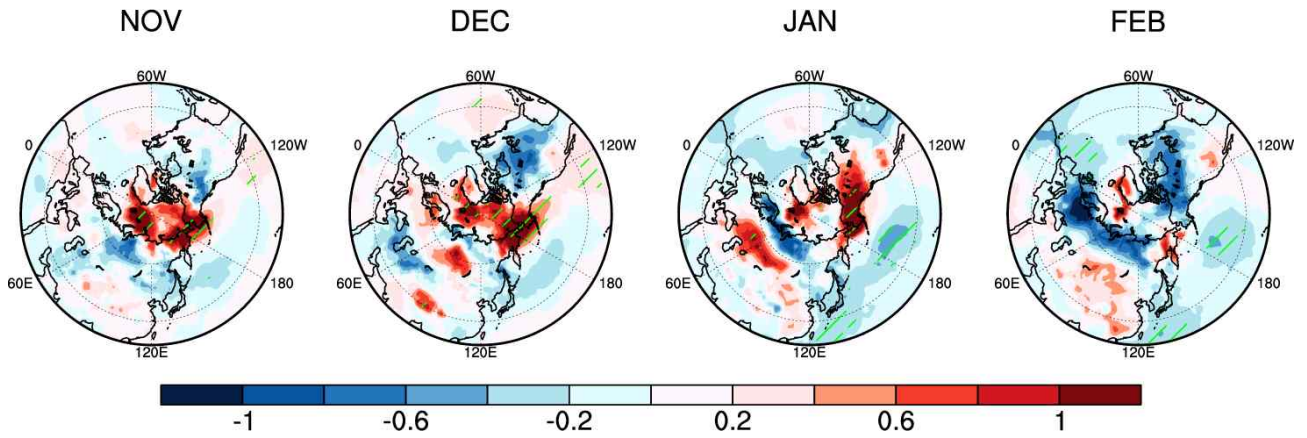 NOV DEC JAN FEB
60W 60W 60W 60W
0 120W 0 120W 0 120W 0 120W
60E 180 60E 180 60E 180 60E 180
120E 120E 120E 120E
-1 -0.6 -0.2 0.2 0.6 1